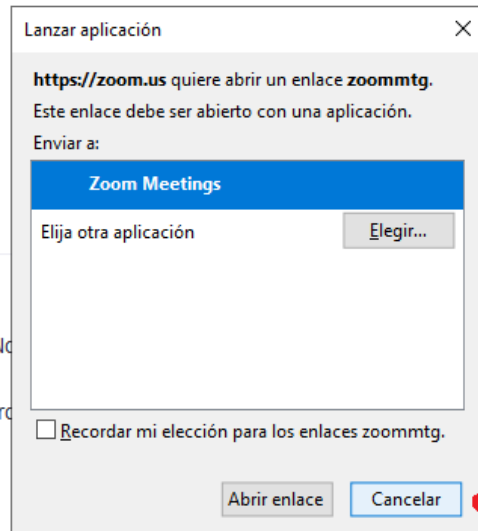 Lanzar aplicación
https://zoom.us quiere abrir un enlace zoommtg.
Este enlace debe ser abierto con una aplicación.
Enviar a:
Zoom Meetings
Elija otra aplicación Elegir...
Recordar mi elección para los enlaces zoommtg.
Abrir enlace Cancelar